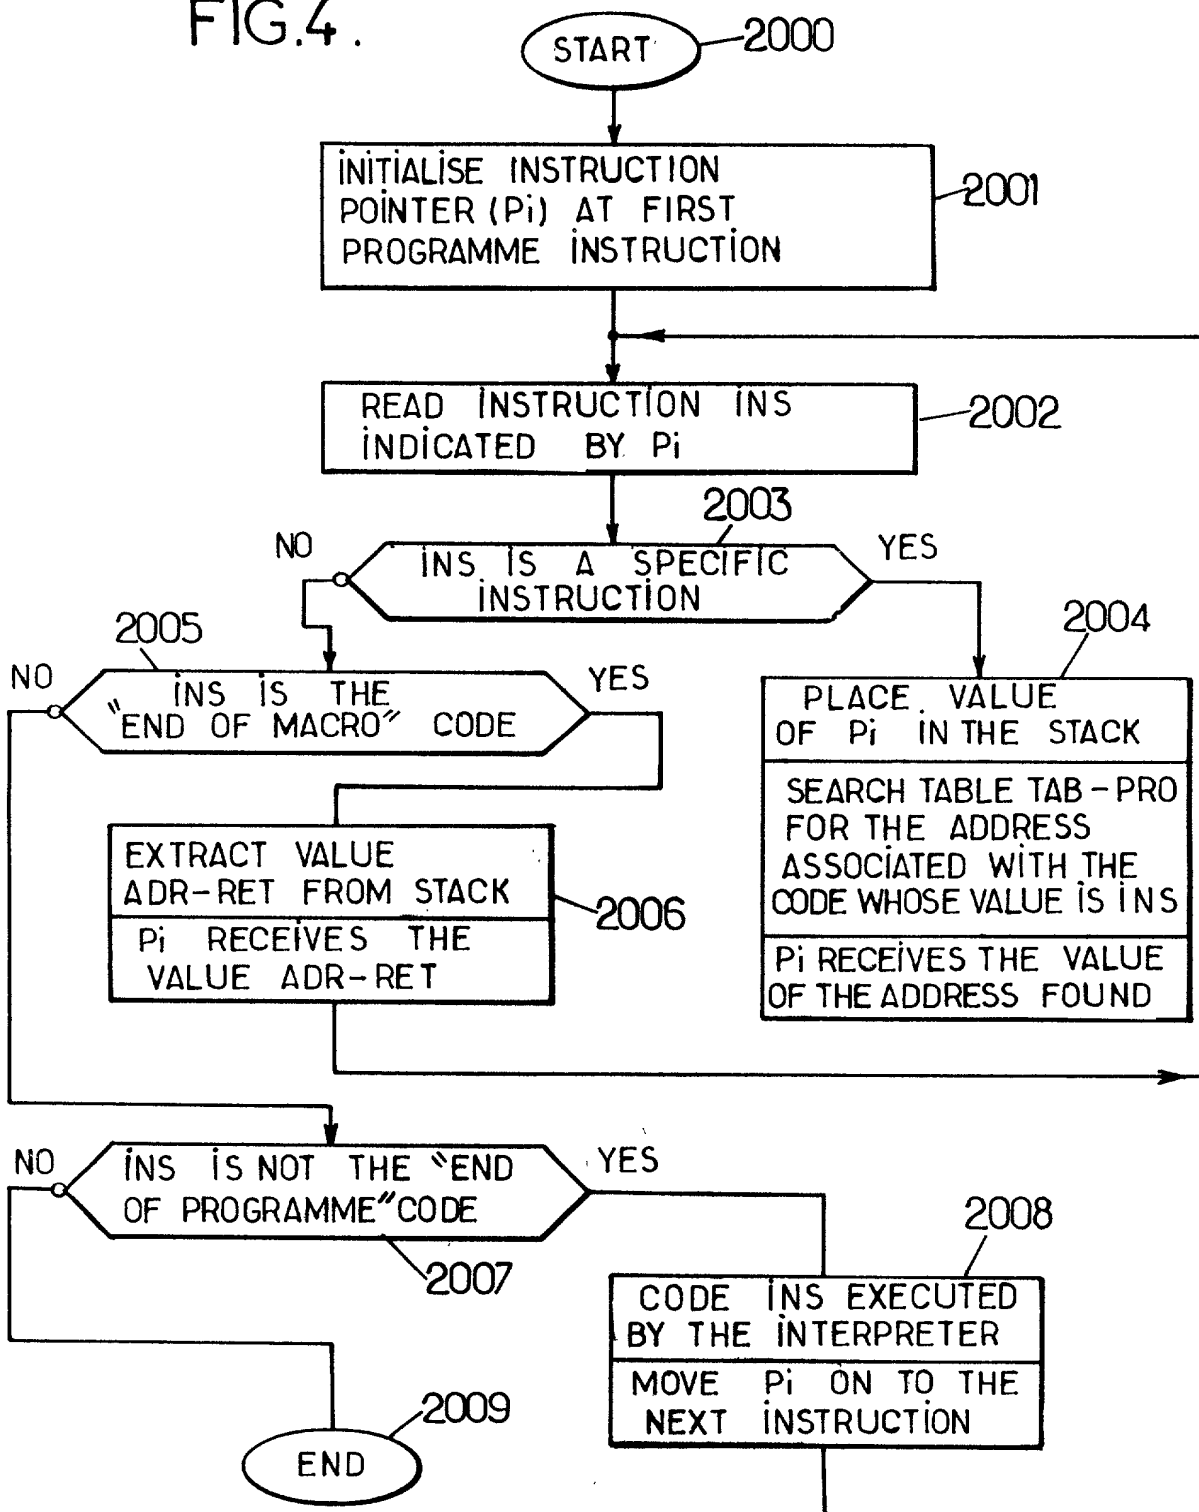 FIG.4.
START
2000
INITIALISE INSTRUCTION
POINTER (Pi) AT FIRST
PROGRAMME INSTRUCTION
2001
READ INSTRUCTION INS
INDICATED BY Pi
2002
2003
NO
INS IS A SPECIFIC
INSTRUCTION
YES
2004
PLACE VALUE
OF Pi IN THE STACK
SEARCH TABLE TAB-PRO
FOR THE ADDRESS
ASSOCIATED WITH THE
CODE WHOSE VALUE IS INS
Pi RECEIVES THE VALUE
OF THE ADDRESS FOUND
2005
NO
INS IS THE
"END OF MACRO" CODE
YES
EXTRACT VALUE
ADR-RET FROM STACK
Pi RECEIVES THE
VALUE ADR-RET
2006
NO
INS IS NOT THE "END
OF PROGRAMME" CODE
YES
2007
2008
CODE INS EXECUTED
BY THE INTERPRETER
MOVE Pi ON TO THE
NEXT INSTRUCTION
2009
END